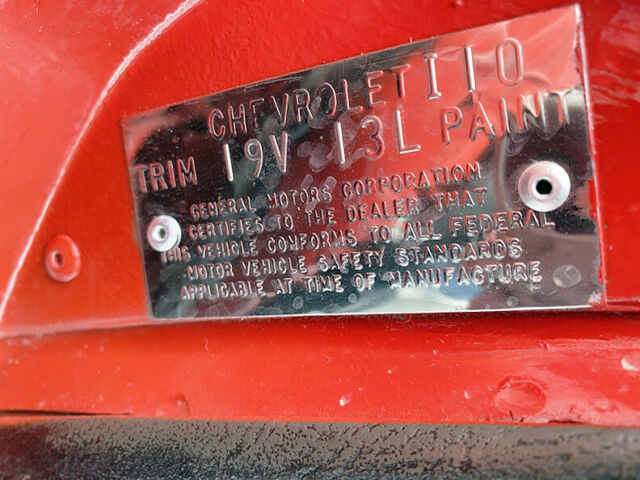 CHEVROLET I10
TRIM 19V 13L PAINT
GENERAL MOTORS CORPORATION
CERTIFIES TO THE DEALER THAT
THIS VEHICLE CONFORMS TO ALL FEDERAL
MOTOR VEHICLE SAFETY STANDARDS
APPLICABLE AT TIME OF MANUFACTURE